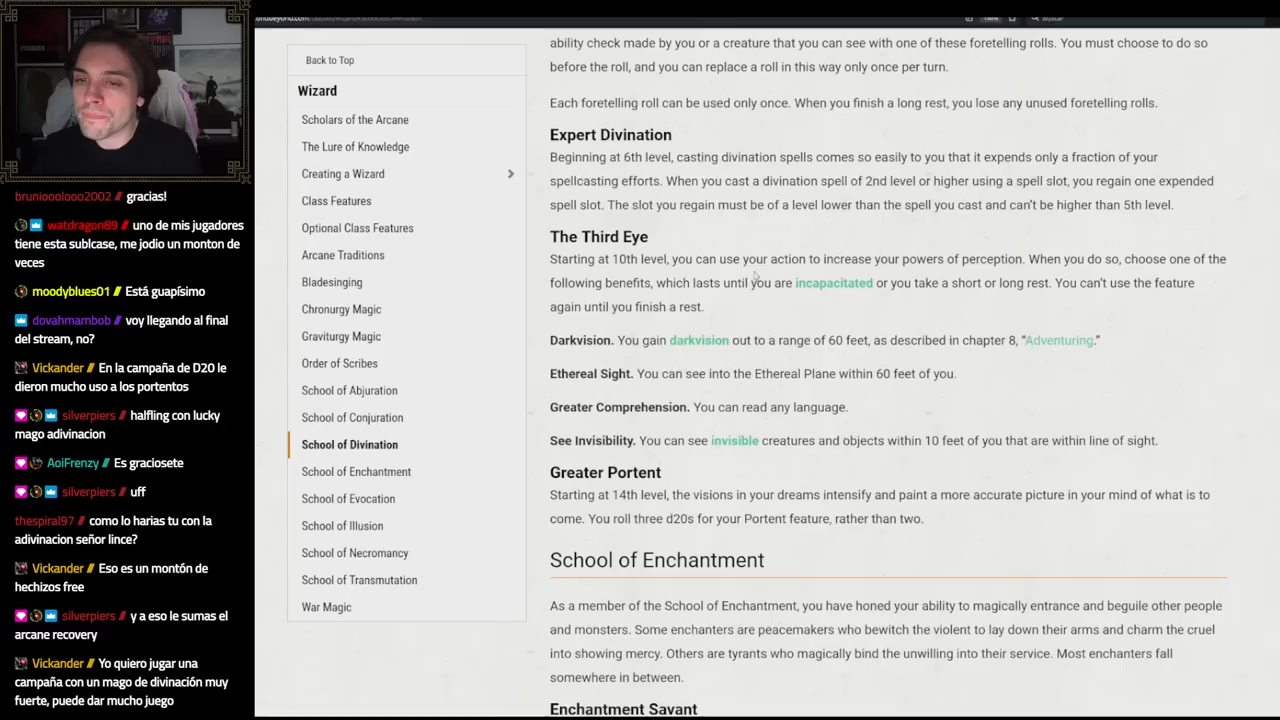 brunioooloo2002 // gracias!
watdragon89 // uno de mis jugadores
tiene esta sublcase, me jodio un monton de
veces
moodyblues01 // Está guapísimo
dovahmambob // voy llegando al final
del stream, no?
Vickander // En la campaña de D20 le
dieron mucho uso a los portentos
silverpiers // halfling con lucky
mago adivinacion
AoiFrenzy // Es graciosete
silverpiers // uff
thespiral97 // como lo harias tu con la
adivinacion señor lince?
Vickander // Eso es un montón de
hechizos free
silverpiers // y a eso le sumas el
arcane recovery
Vickander // Yo quiero jugar una
campaña con un mago de divinación muy
fuerte, puede dar mucho juego
Buscar
Back to Top
Wizard
Scholars of the Arcane
The Lure of Knowledge
Creating a Wizard
Class Features
Optional Class Features
Arcane Traditions
Bladesinging
Chronurgy Magic
Graviturgy Magic
Order of Scribes
School of Abjuration
School of Conjuration
School of Divination
School of Enchantment
School of Evocation
School of Illusion
School of Necromancy
School of Transmutation
War Magic
ability check made by you or a creature that you can see with one of these foretelling rolls. You must choose to do so
before the roll, and you can replace a roll in this way only once per turn.
Each foretelling roll can be used only once. When you finish a long rest, you lose any unused foretelling rolls.
Expert Divination
Beginning at 6th level, casting divination spells comes so easily to you that it expends only a fraction of your
spellcasting efforts. When you cast a divination spell of 2nd level or higher using a spell slot, you regain one expended
spell slot. The slot you regain must be of a level lower than the spell you cast and can't be higher than 5th level.
The Third Eye
Starting at 10th level, you can use your action to increase your powers of perception. When you do so, choose one of the
following benefits, which lasts until you are incapacitated or you take a short or long rest. You can't use the feature
again until you finish a rest.
Darkvision. You gain darkvision out to a range of 60 feet, as described in chapter 8, “Adventuring.”
Ethereal Sight. You can see into the Ethereal Plane within 60 feet of you.
Greater Comprehension. You can read any language.
See Invisibility. You can see invisible creatures and objects within 10 feet of you that are within line of sight.
Greater Portent
Starting at 14th level, the visions in your dreams intensify and paint a more accurate picture in your mind of what is to
come. You roll three d20s for your Portent feature, rather than two.
School of Enchantment
As a member of the School of Enchantment, you have honed your ability to magically entrance and beguile other people
and monsters. Some enchanters are peacemakers who bewitch the violent to lay down their arms and charm the cruel
into showing mercy. Others are tyrants who magically bind the unwilling into their service. Most enchanters fall
somewhere in between.
Enchantment Savant